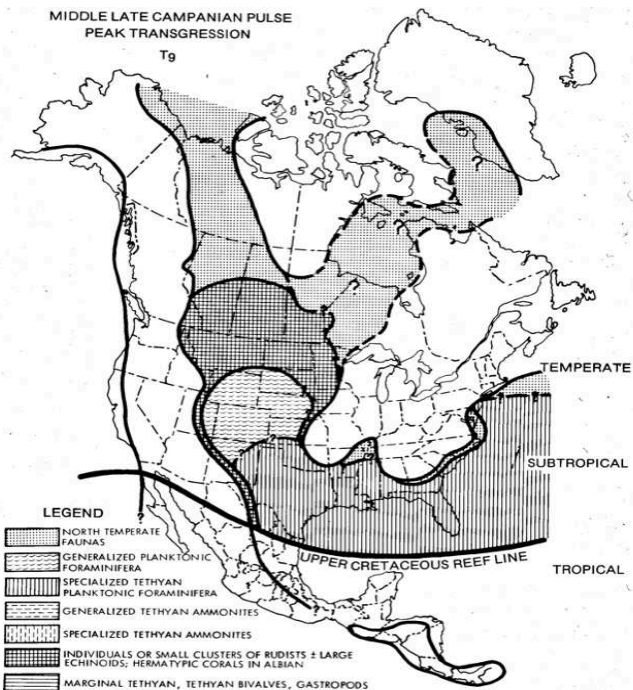 MIDDLE LATE CAMPANIAN PULSE
PEAK TRANSGRESSION
T9
?
?
TEMPERATE
SUBTROPICAL
UPPER CRETACEOUS REEF LINE
TROPICAL
LEGEND
NORTH TEMPERATE
FAUNAS
GENERALIZED PLANKTONIC
FORAMINIFERA
SPECIALIZED TETHYAN
PLANKTONIC FORAMINIFERA
GENERALIZED TETHYAN AMMONITES
SPECIALIZED TETHYAN AMMONITES
INDIVIDUALS OR SMALL CLUSTERS OF RUDISTS ± LARGE
ECHINOIDS; HERMATYPIC CORALS IN ALBIAN
MARGINAL TETHYAN, TETHYAN BIVALVES, GASTROPODS